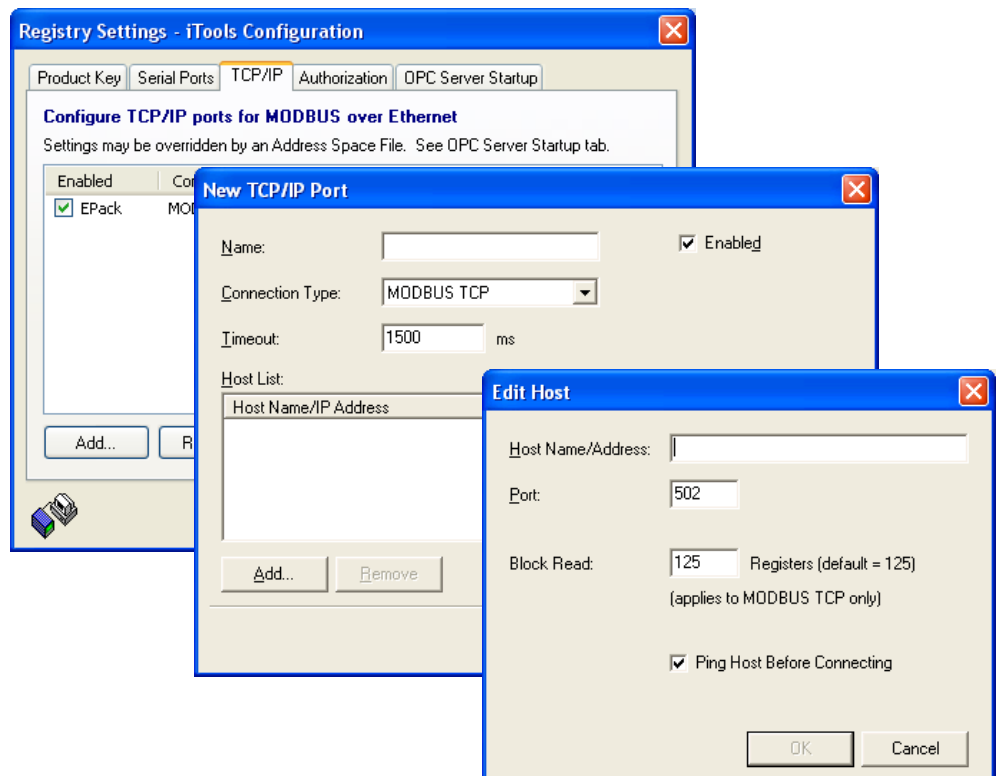 Registry Settings - iTools Configuration
Product Key Serial Ports TCP/IP Authorization OPC Server Startup
Configure TCP/IP ports for MODBUS over Ethernet
Settings may be overridden by an Address Space File. See OPC Server Startup tab.
Enabled
EPack
Add...
New TCP/IP Port
Name:
Enabled
Connection Type: MODBUS TCP
Timeout: 1500 ms
Host List:
Host Name/IP Address
Add... Remove
Edit Host
Host Name/Address:
Port: 502
Block Read: 125 Registers (default = 125)
(applies to MODBUS TCP only)
Ping Host Before Connecting
OK Cancel